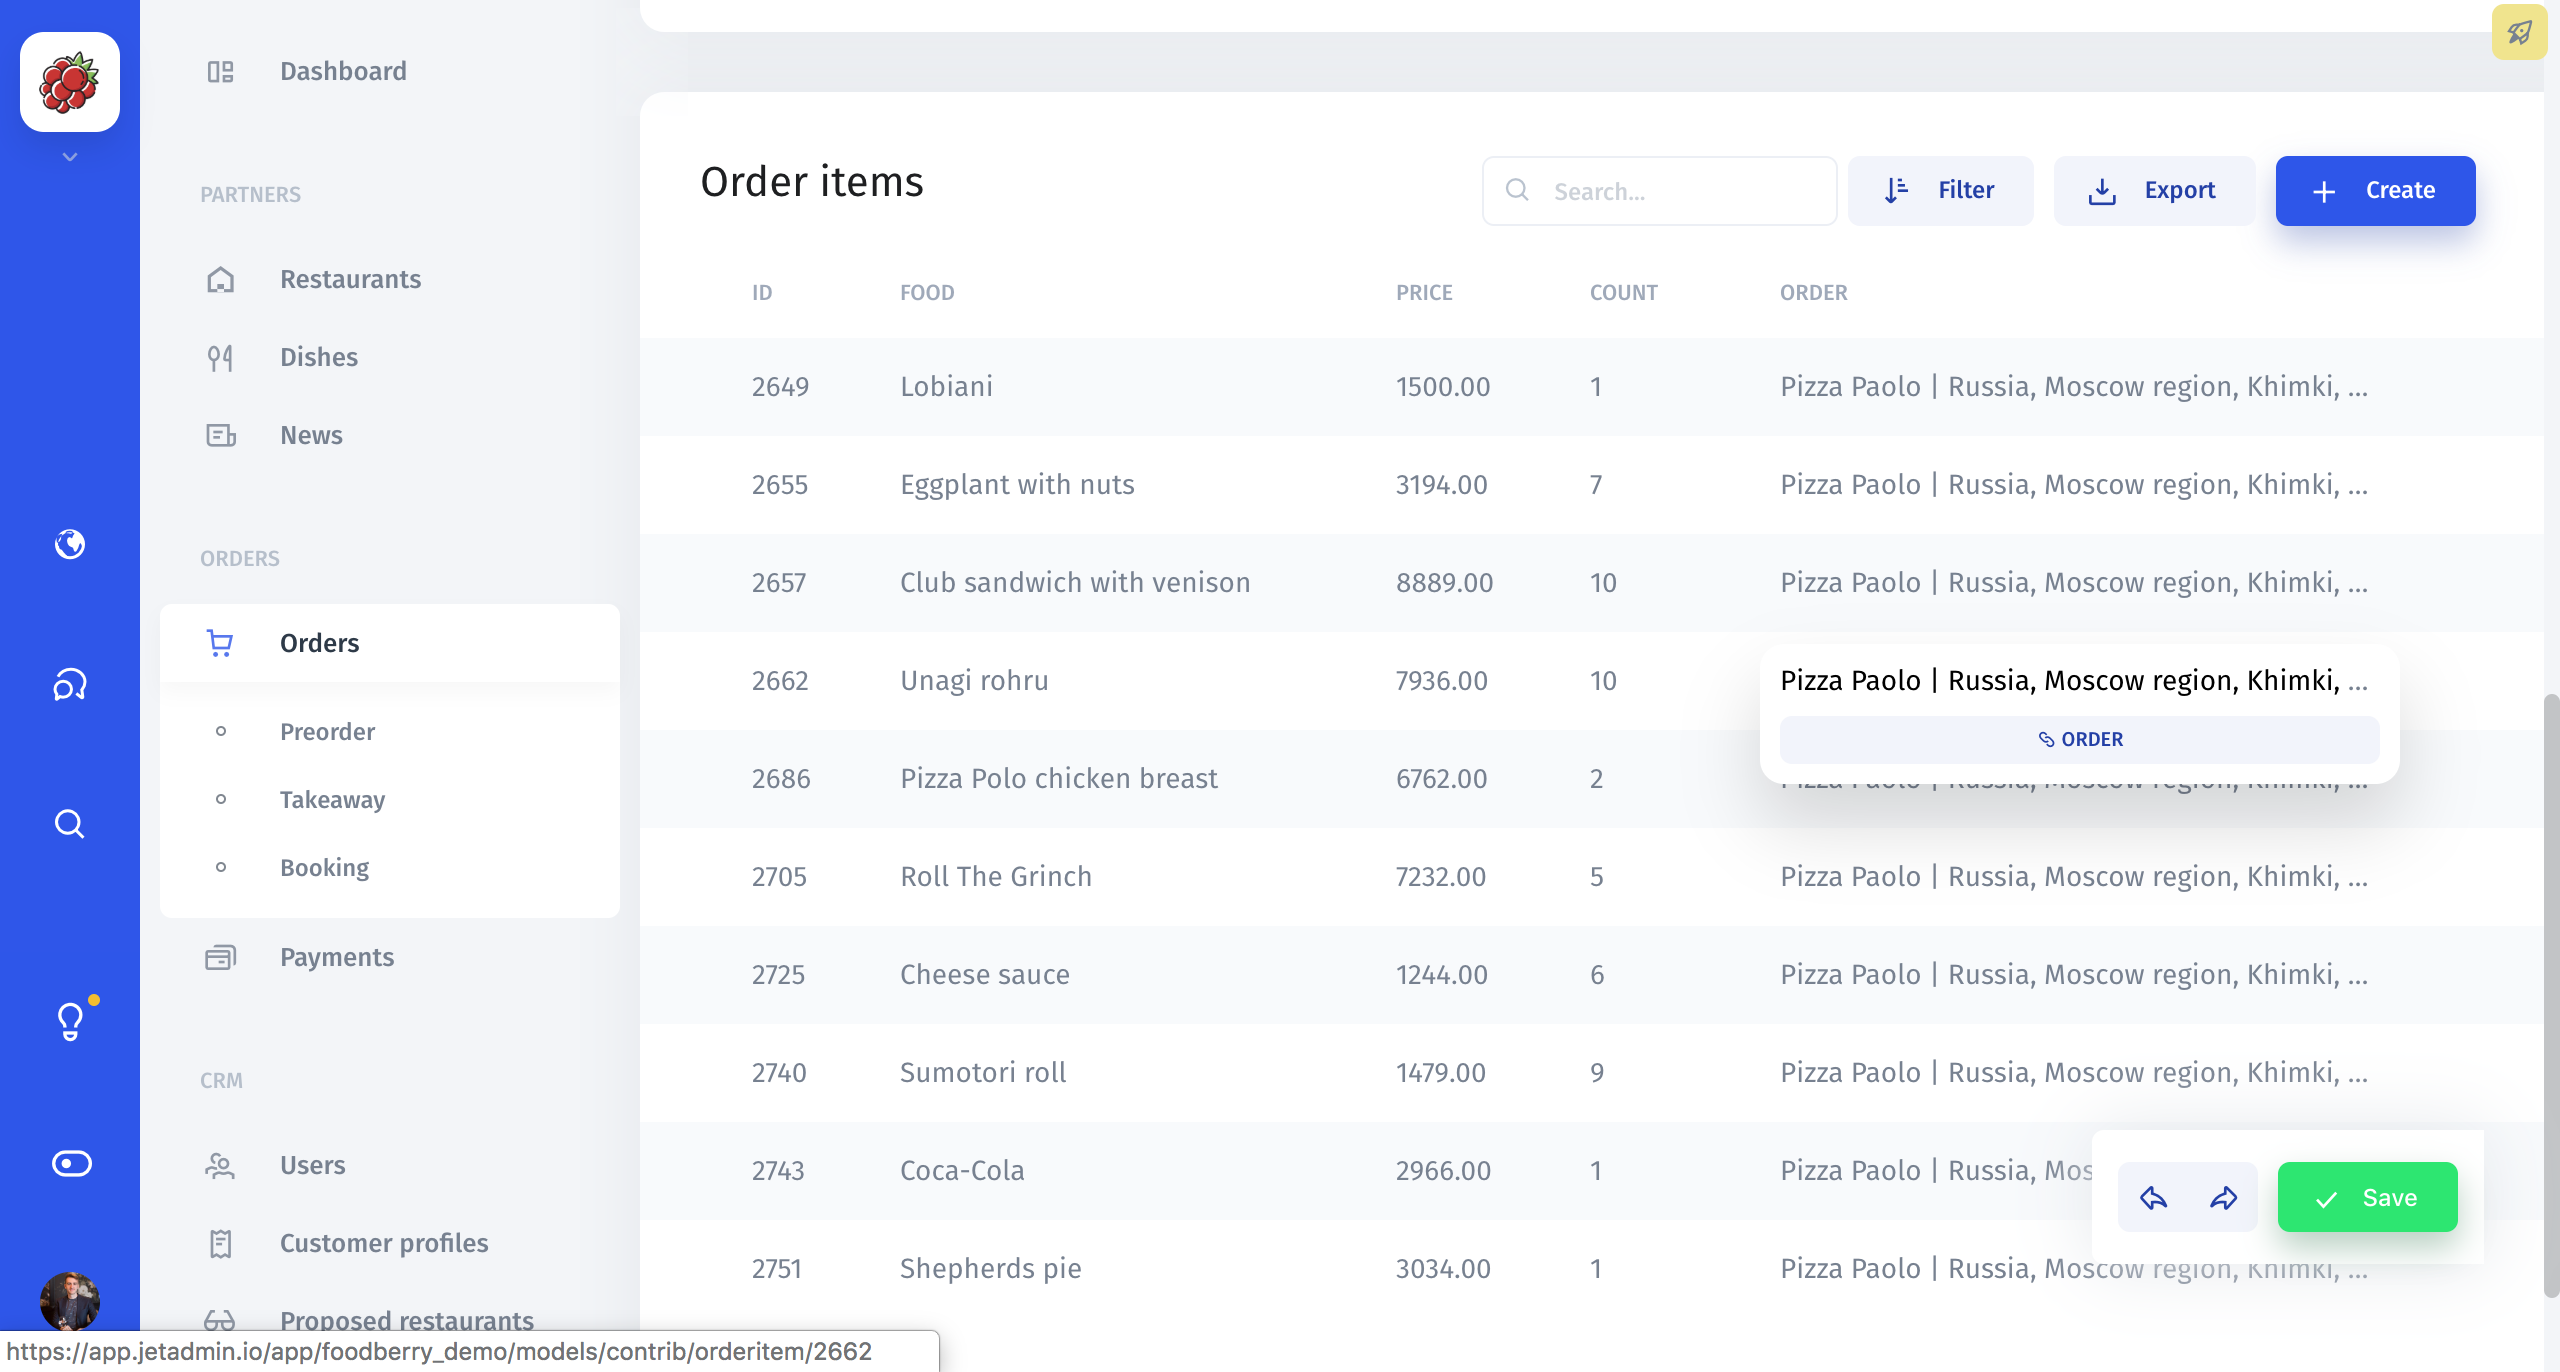 Dashboard
PARTNERS
Restaurants
Dishes
News
ORDERS
Orders
Preorder
Takeaway
Booking
Payments
CRM
Users
Customer profiles
Proposed restaurants
https://app.jetadmin.io/app/foodberry_demo/models/contrib/orderitem/2662
Order items
Search...
Filter
Export
Create
ID FOOD PRICE COUNT ORDER
2649 Lobiani 1500.00 1 Pizza Paolo | Russia, Moscow region, Khimki, ...
2655 Eggplant with nuts 3194.00 7 Pizza Paolo | Russia, Moscow region, Khimki, ...
2657 Club sandwich with venison 8889.00 10 Pizza Paolo | Russia, Moscow region, Khimki, ...
2662 Unagi rohru 7936.00 10 Pizza Paolo | Russia, Moscow region, Khimki, ...
ORDER
2686 Pizza Polo chicken breast 6762.00 2 Pizza Paolo | Russia, Moscow region, Khimki, ...
2705 Roll The Grinch 7232.00 5 Pizza Paolo | Russia, Moscow region, Khimki, ...
2725 Cheese sauce 1244.00 6 Pizza Paolo | Russia, Moscow region, Khimki, ...
2740 Sumotori roll 1479.00 9 Pizza Paolo | Russia, Moscow region, Khimki, ...
2743 Coca-Cola 2966.00 1 Pizza Paolo | Russia, Mos
Save
2751 Shepherds pie 3034.00 1 Pizza Paolo | Russia, Moscow region, Khimki, ...